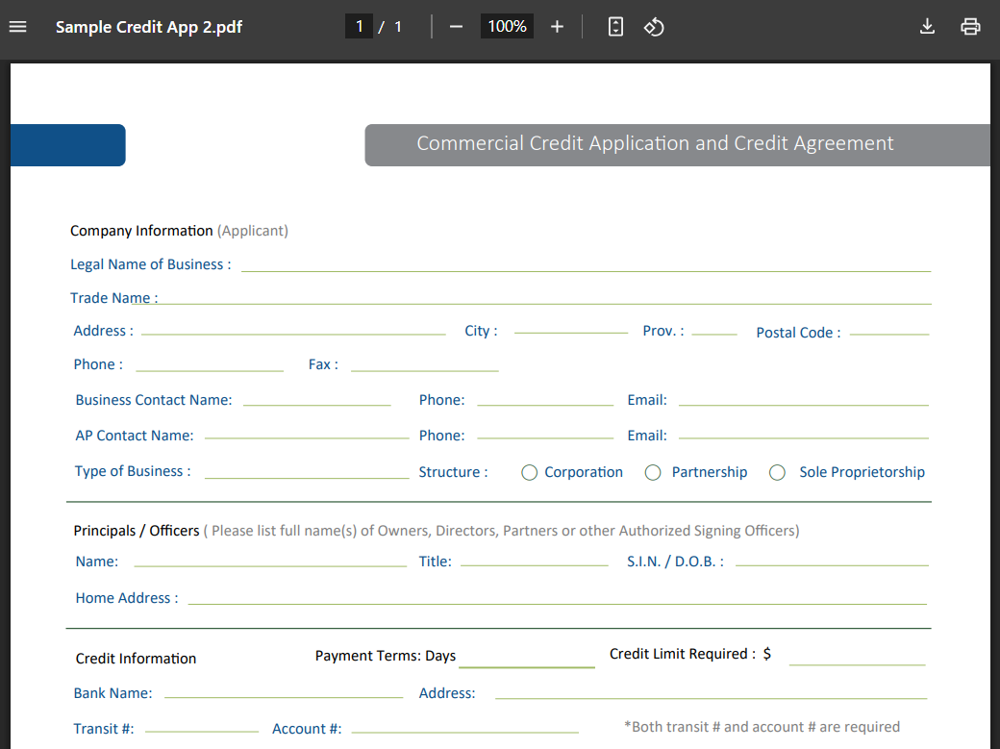 Sample Credit App 2.pdf 1 / 1 100%
Commercial Credit Application and Credit Agreement
Company Information (Applicant)
Legal Name of Business :
Trade Name :
Address : City : Prov. : Postal Code :
Phone : Fax :
Business Contact Name: Phone: Email:
AP Contact Name: Phone: Email:
Type of Business : Structure : Corporation Partnership Sole Proprietorship
Principals / Officers ( Please list full name(s) of Owners, Directors, Partners or other Authorized Signing Officers)
Name: Title: S.I.N. / D.O.B. :
Home Address :
Credit Information Payment Terms: Days Credit Limit Required : $
Bank Name: Address:
Transit #: Account #: *Both transit # and account # are required